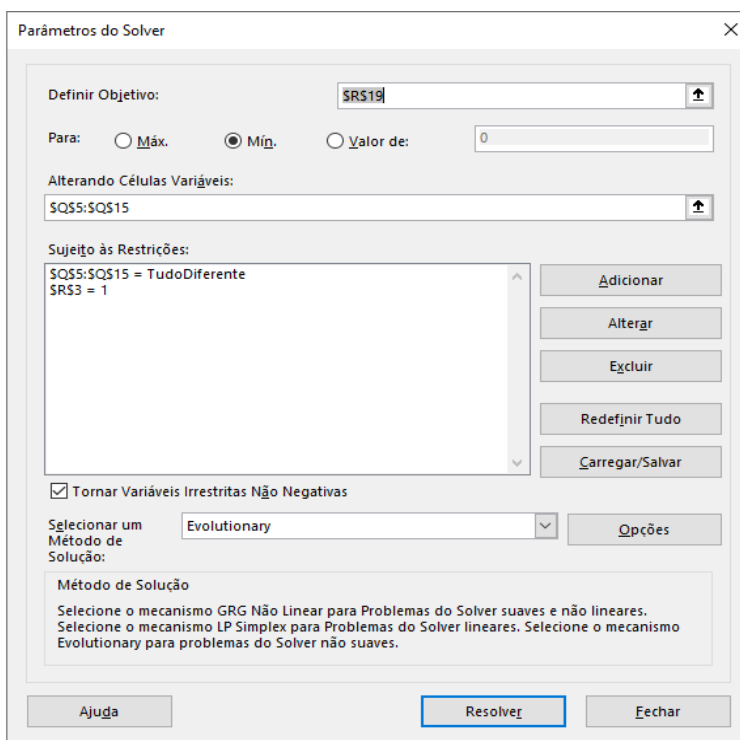 Parâmetros do Solver
Definir Objetivo:
$R$19
Para:
Máx.
Mín.
Valor de:
0
Alterando Células Variáveis:
$Q$5:$Q$15
Sujeito às Restrições:
$Q$5:$Q$15 = TudoDiferente
$R$3 = 1
Adicionar
Alterar
Excluir
Redefinir Tudo
Carregar/Salvar
Tornar Variáveis Irrestritas Não Negativas
Selecionar um
Método de
Solução:
Evolutionary
Opções
Método de Solução
Selecione o mecanismo GRG Não Linear para Problemas do Solver suaves e não lineares.
Selecione o mecanismo LP Simplex para Problemas do Solver lineares. Selecione o mecanismo
Evolutionary para problemas do Solver não suaves.
Ajuda
Resolver
Fechar